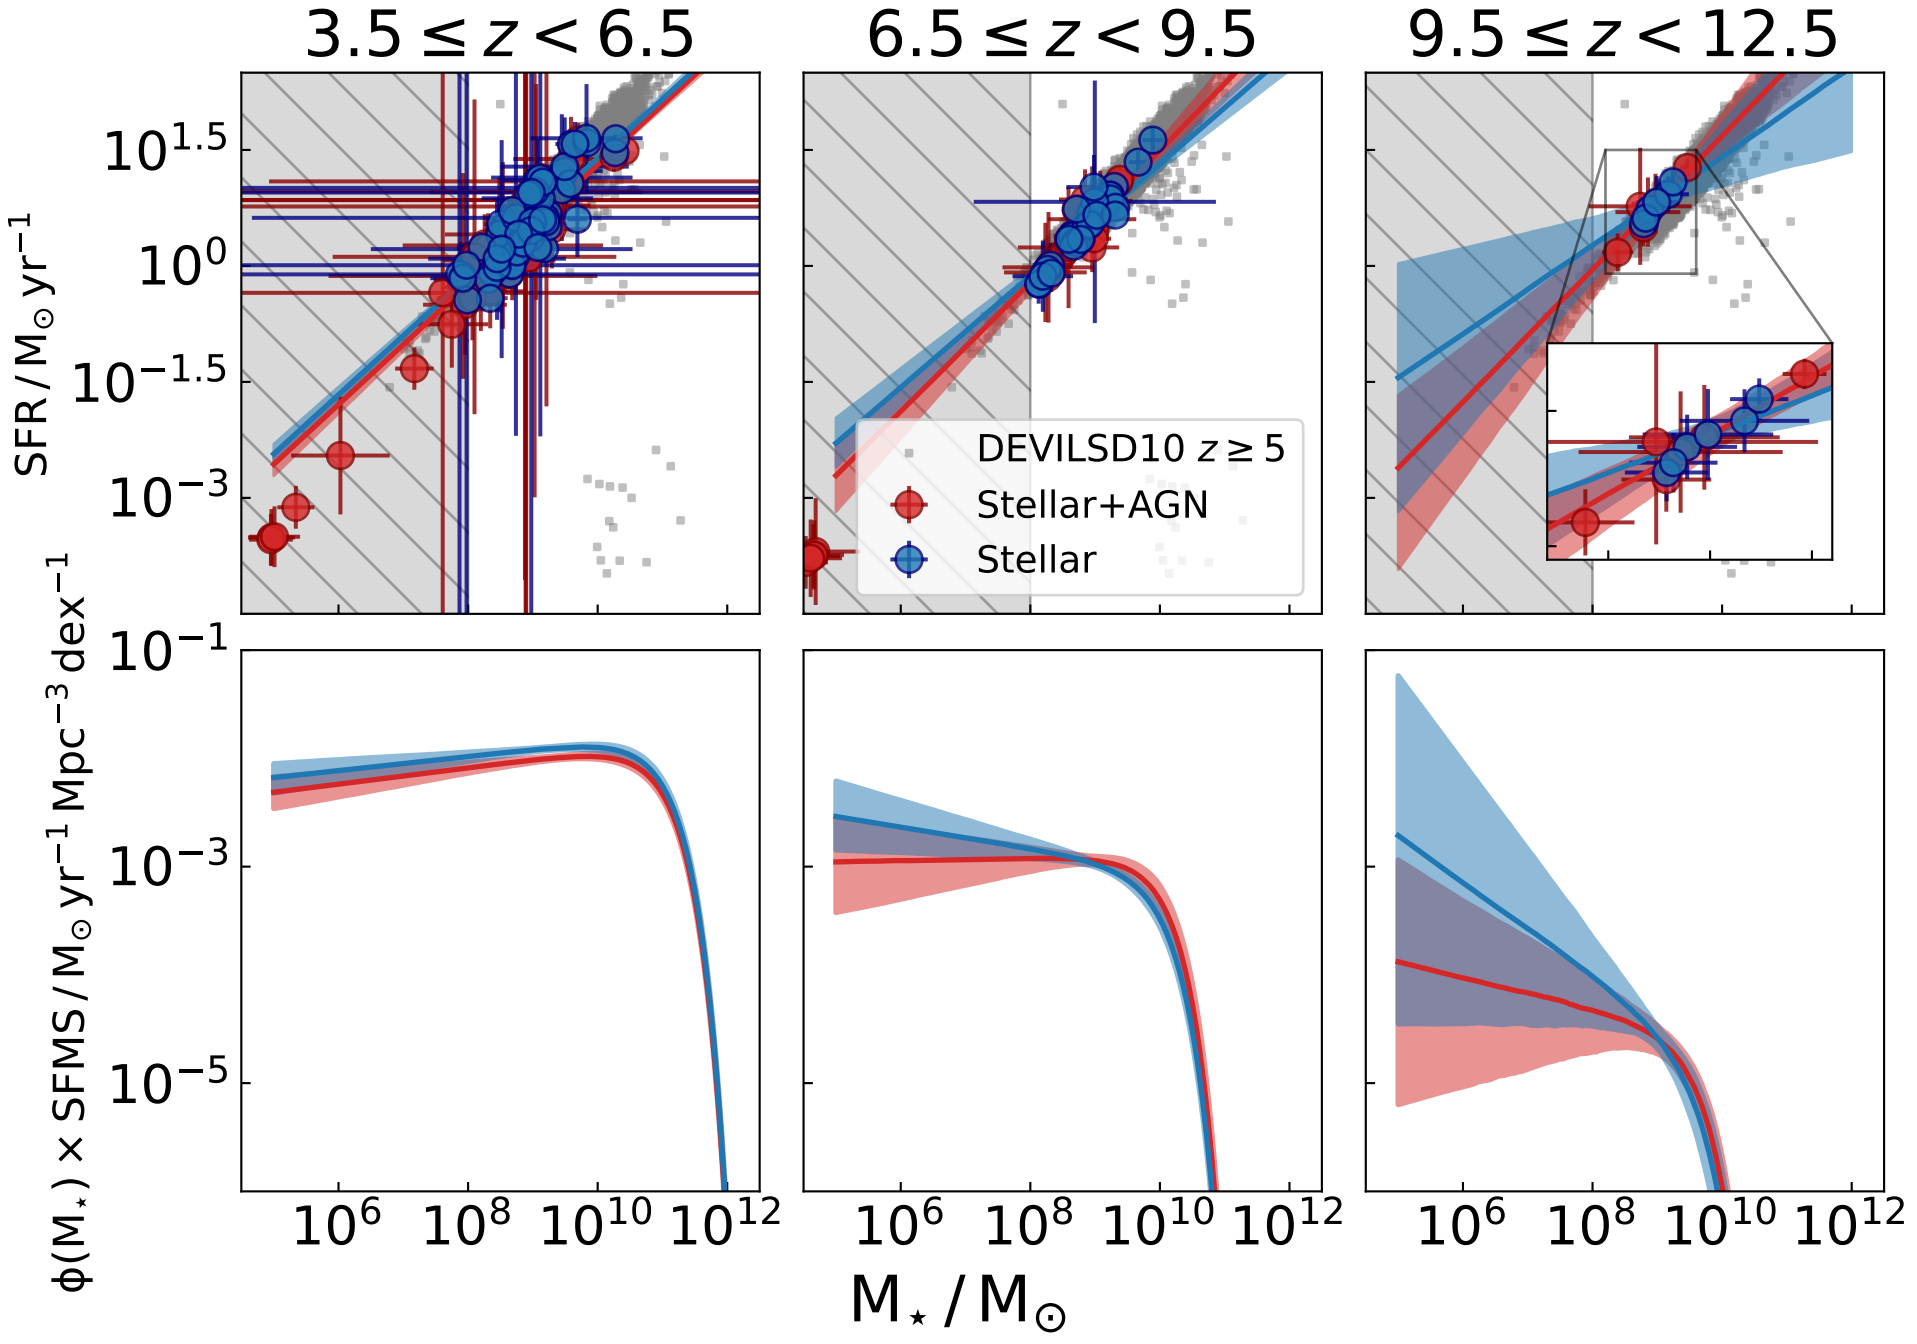 3.5 ≤ z < 6.5
6.5 ≤ z < 9.5
9.5 ≤ z < 12.5
SFR / M⊙ yr⁻¹
10^1.5
10^0
10^−1.5
10^−3
DEVILSD10 z ≥ 5
Stellar+AGN
Stellar
ϕ(M⋆) × SFMS / M⊙ yr⁻¹ Mpc⁻³ dex⁻¹
10^−1
10^−3
10^−5
10^6 10^8 10^10 10^12
10^6 10^8 10^10 10^12
10^6 10^8 10^10 10^12
M⋆ / M⊙